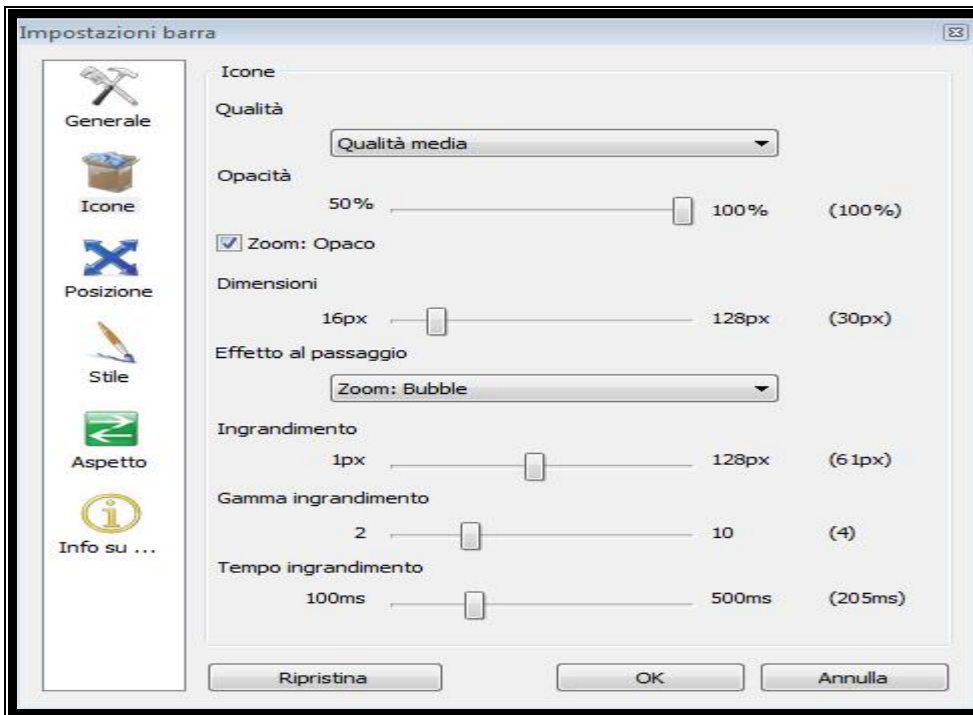 Impostazioni barra
Generale
Icone
Posizione
Stile
Aspetto
Info su ...
Icone
Qualità
Qualità media
Opacità
50% 100% (100%)
Zoom: Opaco
Dimensioni
16px 128px (30px)
Effetto al passaggio
Zoom: Bubble
Ingrandimento
1px 128px (61px)
Gamma ingrandimento
2 10 (4)
Tempo ingrandimento
100ms 500ms (205ms)
Ripristina OK Annulla